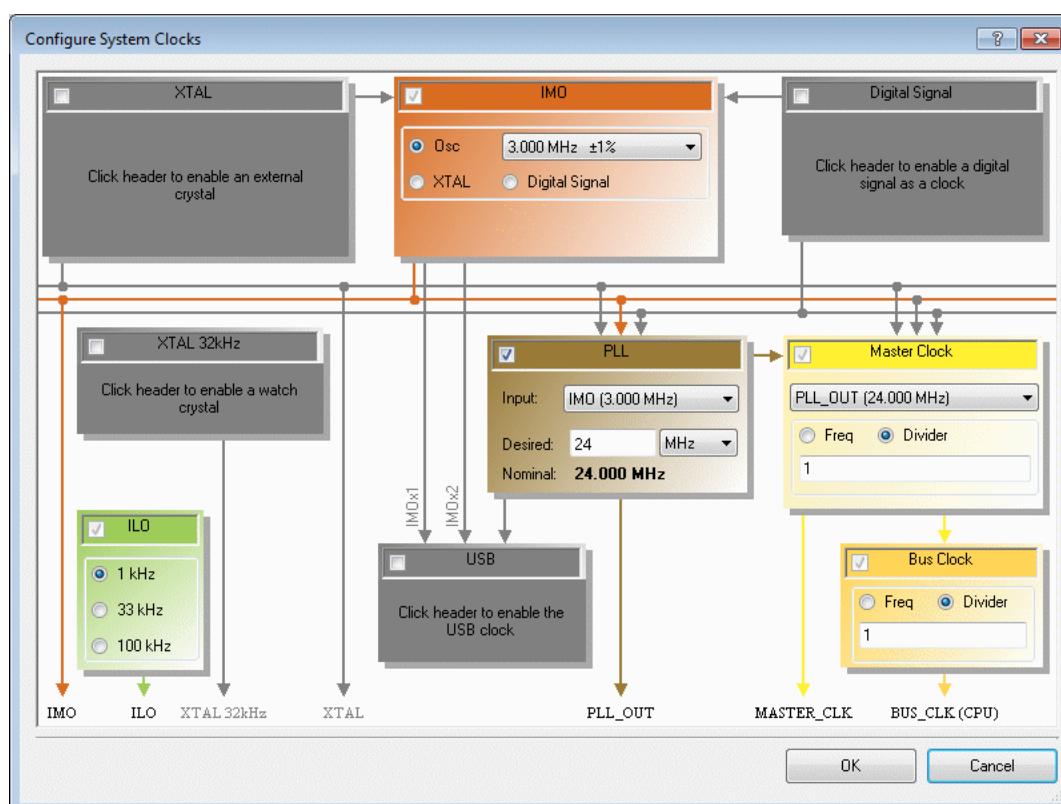 Configure System Clocks
XTAL
Click header to enable an external
crystal
IMO
Osc
3.000 MHz ±1%
XTAL
Digital Signal
Digital Signal
Click header to enable a digital
signal as a clock
XTAL 32kHz
Click header to enable a watch
crystal
PLL
Input:
IMO (3.000 MHz)
Desired:
24
MHz
Nominal:
24.000 MHz
Master Clock
PLL_OUT (24.000 MHz)
Freq
Divider
1
IMOx1
IMOx2
ILO
1 kHz
33 kHz
100 kHz
USB
Click header to enable the
USB clock
Bus Clock
Freq
Divider
1
IMO
ILO
XTAL 32kHz
XTAL
PLL_OUT
MASTER_CLK
BUS_CLK (CPU)
OK
Cancel